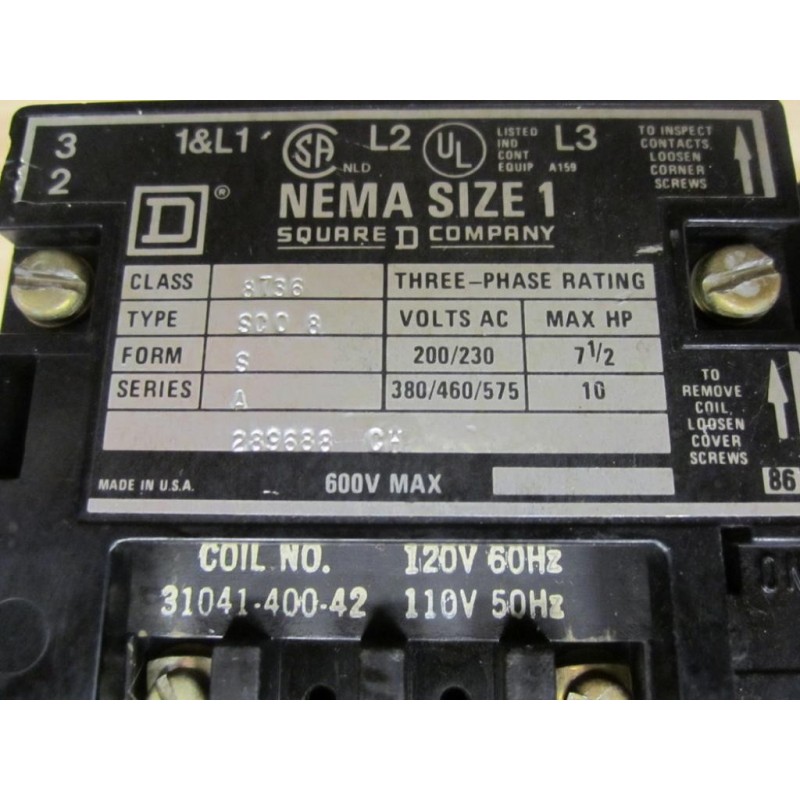 3 1&L1 SA NLD L2 UL LISTED IND CONT EQUIP A159 L3 TO INSPECT CONTACTS, LOOSEN CORNER SCREWS
2
D ® NEMA SIZE 1
SQUARE D COMPANY
CLASS 8736 THREE-PHASE RATING
TYPE SCO 8 VOLTS AC MAX HP
FORM S 200/230 7 1/2
SERIES A 380/460/575 10
289688 CH
TO REMOVE COIL, LOOSEN COVER SCREWS
MADE IN U.S.A. 600V MAX 86
COIL NO. 120V 60Hz
31041-400-42 110V 50Hz